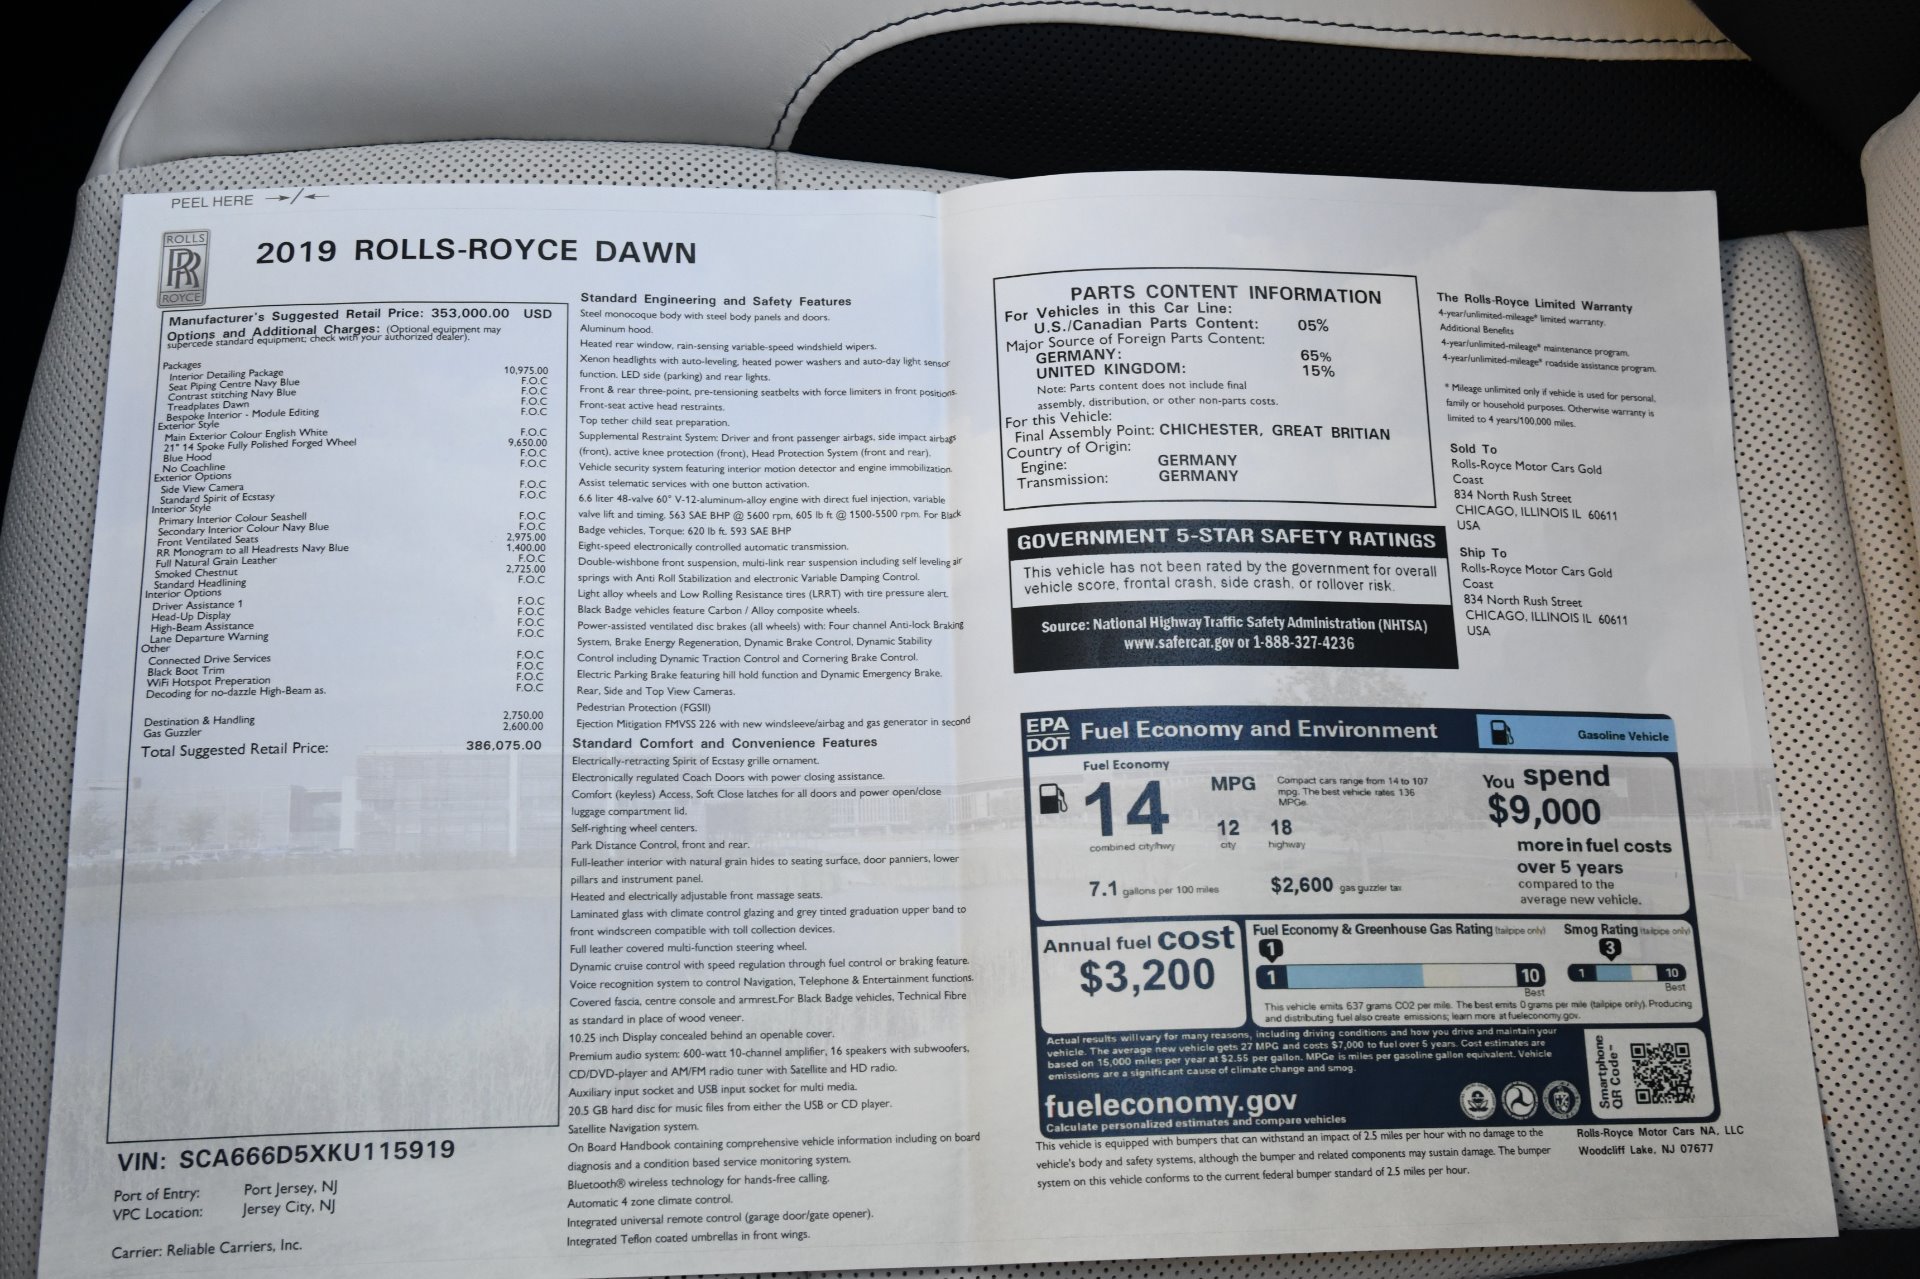 PEEL HERE
ROLLS
RR
ROYCE
2019 ROLLS-ROYCE DAWN
Manufacturer's Suggested Retail Price: 353,000.00 USD
Options and Additional Charges: (Optional equipment may
supercede standard equipment; check with your authorized dealer).
Packages
Interior Detailing Package 10,975.00
Seat Piping Centre Navy Blue F.O.C
Contrast stitching Navy Blue F.O.C
Treadplates Dawn F.O.C
Bespoke Interior - Module Editing F.O.C
Exterior Style
Main Exterior Colour English White F.O.C
21" 14 Spoke Fully Polished Forged Wheel 9,650.00
Blue Hood F.O.C
No Coachline F.O.C
Exterior Options
Side View Camera F.O.C
Standard Spirit of Ecstasy F.O.C
Interior Style
Primary Interior Colour Seashell F.O.C
Secondary Interior Colour Navy Blue F.O.C
Front Ventilated Seats 2,975.00
RR Monogram to all Headrests Navy Blue 1,400.00
Full Natural Grain Leather F.O.C
Smoked Chestnut 2,725.00
Standard Headlining F.O.C
Interior Options
Driver Assistance 1 F.O.C
Head-Up Display F.O.C
High-Beam Assistance F.O.C
Lane Departure Warning F.O.C
Other
Connected Drive Services F.O.C
Black Boot Trim F.O.C
WiFi Hotspot Preperation F.O.C
Decoding for no-dazzle High-Beam as. F.O.C
Destination & Handling 2,750.00
Gas Guzzler 2,600.00
Total Suggested Retail Price: 386,075.00
VIN: SCA666D5XKU115919
Port of Entry: Port Jersey, NJ
VPC Location: Jersey City, NJ
Carrier: Reliable Carriers, Inc.
Standard Engineering and Safety Features
Steel monocoque body with steel body panels and doors.
Aluminum hood.
Heated rear window, rain-sensing variable-speed windshield wipers.
Xenon headlights with auto-leveling, heated power washers and auto-day light sensor
function. LED side (parking) and rear lights.
Front & rear three-point, pre-tensioning seatbelts with force limiters in front positions.
Front-seat active head restraints.
Top tether child seat preparation.
Supplemental Restraint System: Driver and front passenger airbags, side impact airbags
(front), active knee protection (front), Head Protection System (front and rear).
Vehicle security system featuring interior motion detector and engine immobilization.
Assist telematic services with one button activation.
6.6 liter 48-valve 60° V-12-aluminum-alloy engine with direct fuel injection, variable
valve lift and timing. 563 SAE BHP @ 5600 rpm, 605 lb ft @ 1500-5500 rpm. For Black
Badge vehicles, Torque: 620 lb ft. 593 SAE BHP
Eight-speed electronically controlled automatic transmission.
Double-wishbone front suspension, multi-link rear suspension including self leveling air
springs with Anti Roll Stabilization and electronic Variable Damping Control.
Light alloy wheels and Low Rolling Resistance tires (LRRT) with tire pressure alert.
Black Badge vehicles feature Carbon / Alloy composite wheels.
Power-assisted ventilated disc brakes (all wheels) with: Four channel Anti-lock Braking
System, Brake Energy Regeneration, Dynamic Brake Control, Dynamic Stability
Control including Dynamic Traction Control and Cornering Brake Control.
Electric Parking Brake featuring hill hold function and Dynamic Emergency Brake.
Rear, Side and Top View Cameras.
Pedestrian Protection (FGSII)
Ejection Mitigation FMVSS 226 with new windsleeve/airbag and gas generator in second
Standard Comfort and Convenience Features
Electrically-retracting Spirit of Ecstasy grille ornament.
Electronically regulated Coach Doors with power closing assistance.
Comfort (keyless) Access, Soft Close latches for all doors and power open/close
luggage compartment lid.
Self-righting wheel centers.
Park Distance Control, front and rear.
Full-leather interior with natural grain hides to seating surface, door panniers, lower
pillars and instrument panel.
Heated and electrically adjustable front massage seats.
Laminated glass with climate control glazing and grey tinted graduation upper band to
front windscreen compatible with toll collection devices.
Full leather covered multi-function steering wheel.
Dynamic cruise control with speed regulation through fuel control or braking feature.
Voice recognition system to control Navigation, Telephone & Entertainment functions.
Covered fascia, centre console and armrest.For Black Badge vehicles, Technical Fibre
as standard in place of wood veneer.
10.25 inch Display concealed behind an openable cover.
Premium audio system: 600-watt 10-channel amplifier, 16 speakers with subwoofers,
CD/DVD-player and AM/FM radio tuner with Satellite and HD radio.
Auxiliary input socket and USB input socket for multi media.
20.5 GB hard disc for music files from either the USB or CD player.
Satellite Navigation system.
On Board Handbook containing comprehensive vehicle information including on board
diagnosis and a condition based service monitoring system.
Bluetooth® wireless technology for hands-free calling.
Automatic 4 zone climate control.
Integrated universal remote control (garage door/gate opener).
Integrated Teflon coated umbrellas in front wings.
PARTS CONTENT INFORMATION
For Vehicles in this Car Line:
U.S./Canadian Parts Content: 05%
Major Source of Foreign Parts Content:
GERMANY: 65%
UNITED KINGDOM: 15%
Note: Parts content does not include final
assembly, distribution, or other non-parts costs.
For this Vehicle:
Final Assembly Point: CHICHESTER, GREAT BRITIAN
Country of Origin:
Engine: GERMANY
Transmission: GERMANY
The Rolls-Royce Limited Warranty
4-year/unlimited-mileage* limited warranty.
Additional Benefits
4-year/unlimited-mileage* maintenance program.
4-year/unlimited-mileage* roadside assistance program.
* Mileage unlimited only if vehicle is used for personal,
family or household purposes. Otherwise warranty is
limited to 4 years/100,000 miles.
Sold To
Rolls-Royce Motor Cars Gold
Coast
834 North Rush Street
CHICAGO, ILLINOIS IL 60611
USA
Ship To
Rolls-Royce Motor Cars Gold
Coast
834 North Rush Street
CHICAGO, ILLINOIS IL 60611
USA
GOVERNMENT 5-STAR SAFETY RATINGS
This vehicle has not been rated by the government for overall
vehicle score, frontal crash, side crash, or rollover risk.
Source: National Highway Traffic Safety Administration (NHTSA)
www.safercar.gov or 1-888-327-4236
EPA
DOT
Fuel Economy and Environment
Gasoline Vehicle
Fuel Economy
14 MPG
combined city/hwy
12 city
18 highway
Compact cars range from 14 to 107
mpg. The best vehicle rates 136
MPGe.
7.1 gallons per 100 miles
$2,600 gas guzzler tax
You spend
$9,000
more in fuel costs
over 5 years
compared to the
average new vehicle.
Annual fuel cost
$3,200
Fuel Economy & Greenhouse Gas Rating (tailpipe only)
1
1 10
Best
Smog Rating (tailpipe only)
3
1 10
Best
This vehicle emits 637 grams CO2 per mile. The best emits 0 grams per mile (tailpipe only). Producing
and distributing fuel also create emissions; learn more at fueleconomy.gov.
Actual results will vary for many reasons, including driving conditions and how you drive and maintain your
vehicle. The average new vehicle gets 27 MPG and costs $7,000 to fuel over 5 years. Cost estimates are
based on 15,000 miles per year at $2.55 per gallon. MPGe is miles per gasoline gallon equivalent. Vehicle
emissions are a significant cause of climate change and smog.
fueleconomy.gov
Calculate personalized estimates and compare vehicles
Smartphone
QR Code
This vehicle is equipped with bumpers that can withstand an impact of 2.5 miles per hour with no damage to the
vehicle's body and safety systems, although the bumper and related components may sustain damage. The bumper
system on this vehicle conforms to the current federal bumper standard of 2.5 miles per hour.
Rolls-Royce Motor Cars NA, LLC
Woodcliff Lake, NJ 07677